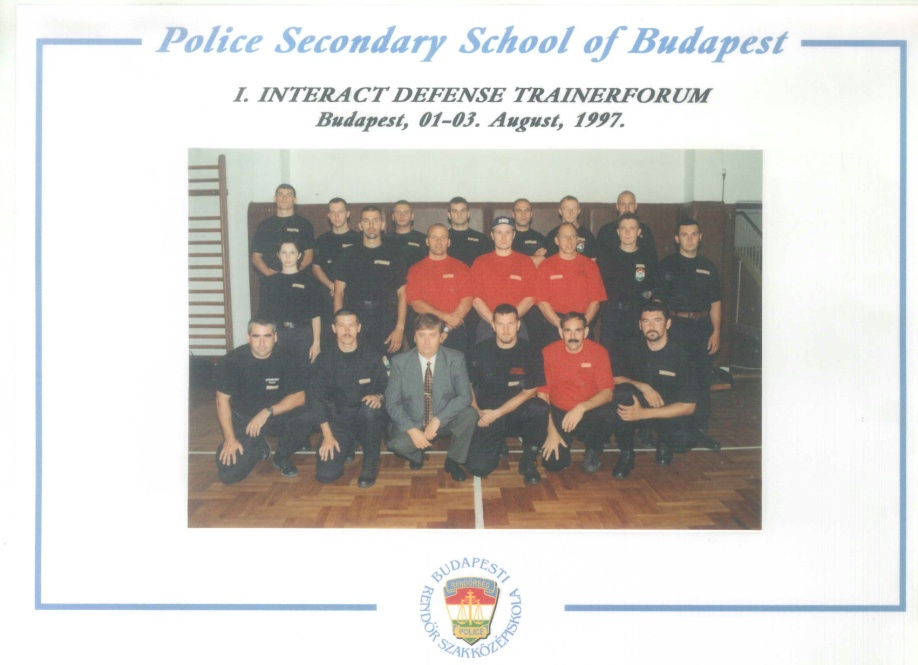 Police Secondary School of Budapest
I. INTERACT DEFENSE TRAINERFORUM
Budapest, 01-03. August, 1997.
BUDAPESTI
RENDŐR SZAKKÖZÉPISKOLA
RENDŐRSÉG
POLICE